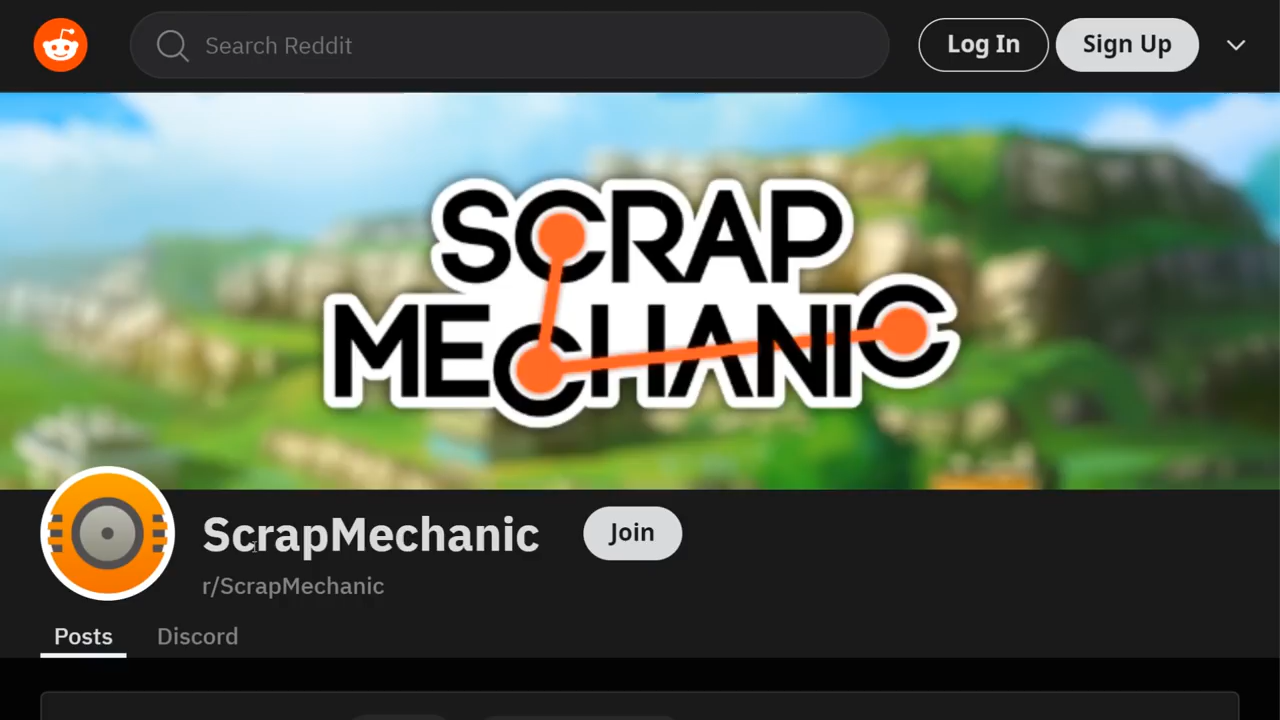 Search Reddit
Log In
Sign Up
SCRAP
MECHANIC
ScrapMechanic
Join
r/ScrapMechanic
Posts
Discord